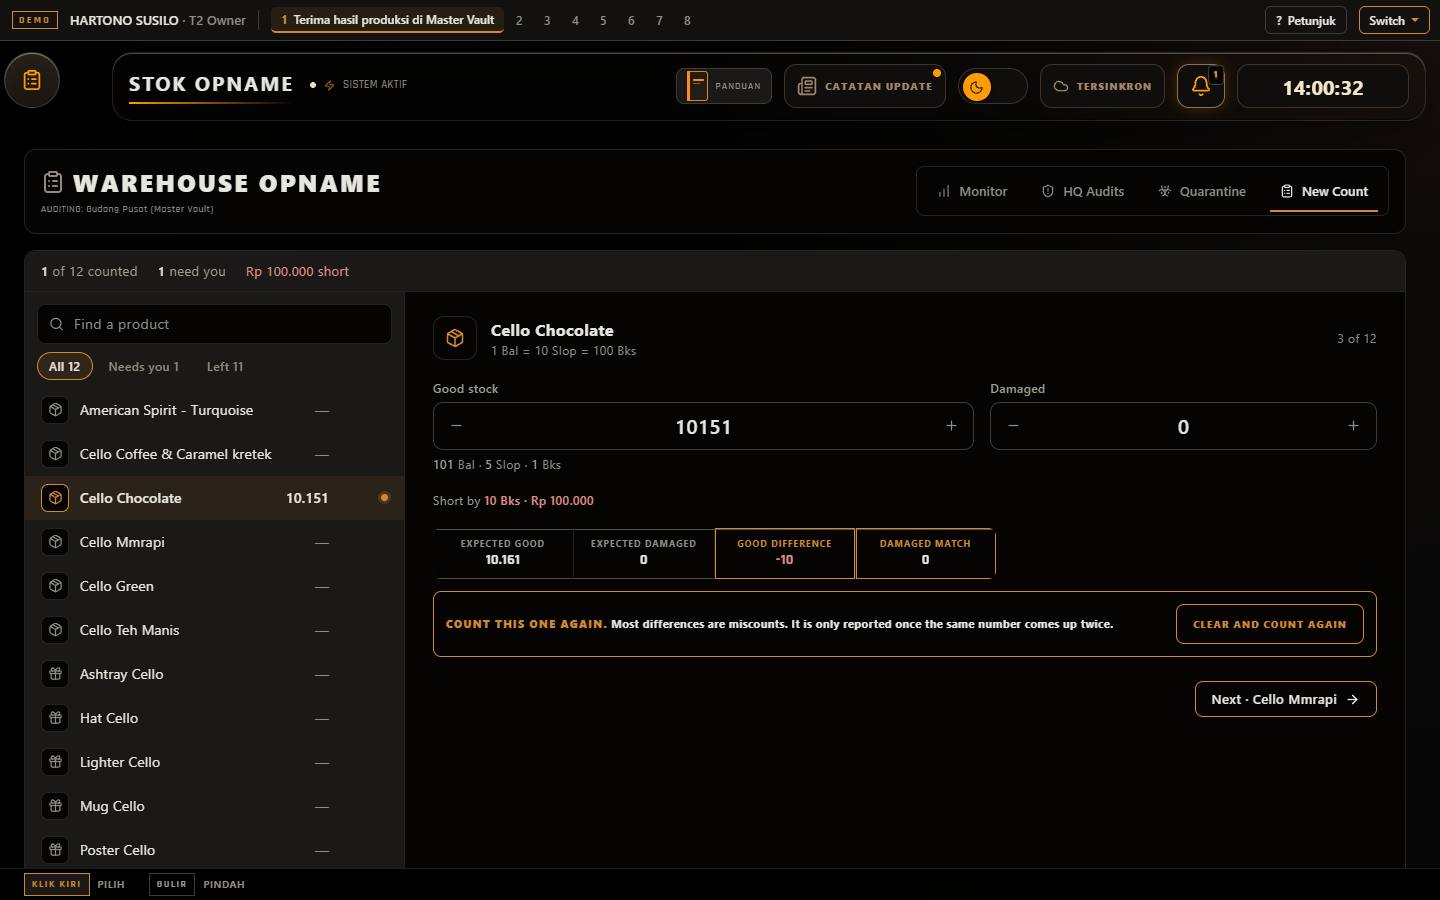 DEMO HARTONO SUSILO · T2 Owner 1 Terima hasil produksi di Master Vault 2 3 4 5 6 7 8 ? Petunjuk Switch
STOK OPNAME SISTEM AKTIF PANDUAN CATATAN UPDATE TERSINKRON 1 14:00:32
WAREHOUSE OPNAME
AUDITING: Gudang Pusat (Master Vault)
Monitor HQ Audits Quarantine New Count
1 of 12 counted 1 need you Rp 100.000 short
Find a product
All 12 Needs you 1 Left 11
American Spirit - Turquoise —
Cello Coffee & Caramel kretek —
Cello Chocolate 10.151
Cello Mmrapi —
Cello Green —
Cello Teh Manis —
Ashtray Cello —
Hat Cello —
Lighter Cello —
Mug Cello —
Poster Cello —
Cello Chocolate
1 Bal = 10 Slop = 100 Bks
3 of 12
Good stock Damaged
− 10151 + − 0 +
101 Bal · 5 Slop · 1 Bks
Short by 10 Bks · Rp 100.000
EXPECTED GOOD EXPECTED DAMAGED GOOD DIFFERENCE DAMAGED MATCH
10.161 0 -10 0
COUNT THIS ONE AGAIN. Most differences are miscounts. It is only reported once the same number comes up twice. CLEAR AND COUNT AGAIN
Next · Cello Mmrapi →
KLIK KIRI PILIH GULIR PINDAH